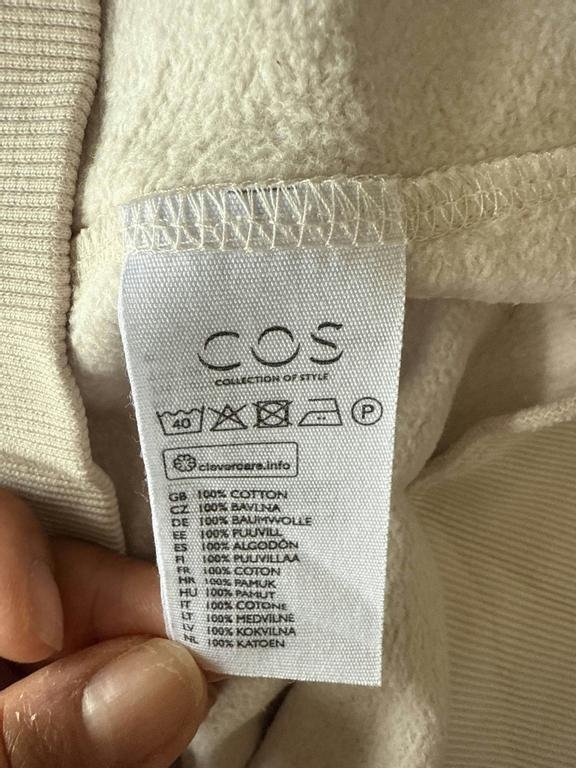 COS
COLLECTION OF STYLE
40 P
clevercare.info
GB 100% COTTON
CZ 100% BAVLNA
DE 100% BAUMWOLLE
EE 100% PUUVILL
ES 100% ALGODÓN
FI 100% PUUVILLAA
FR 100% COTON
HR 100% PAMUK
HU 100% PAMUT
IT 100% COTONE
LT 100% MEDVILNĖ
LV 100% KOKVILNA
NL 100% KATOEN